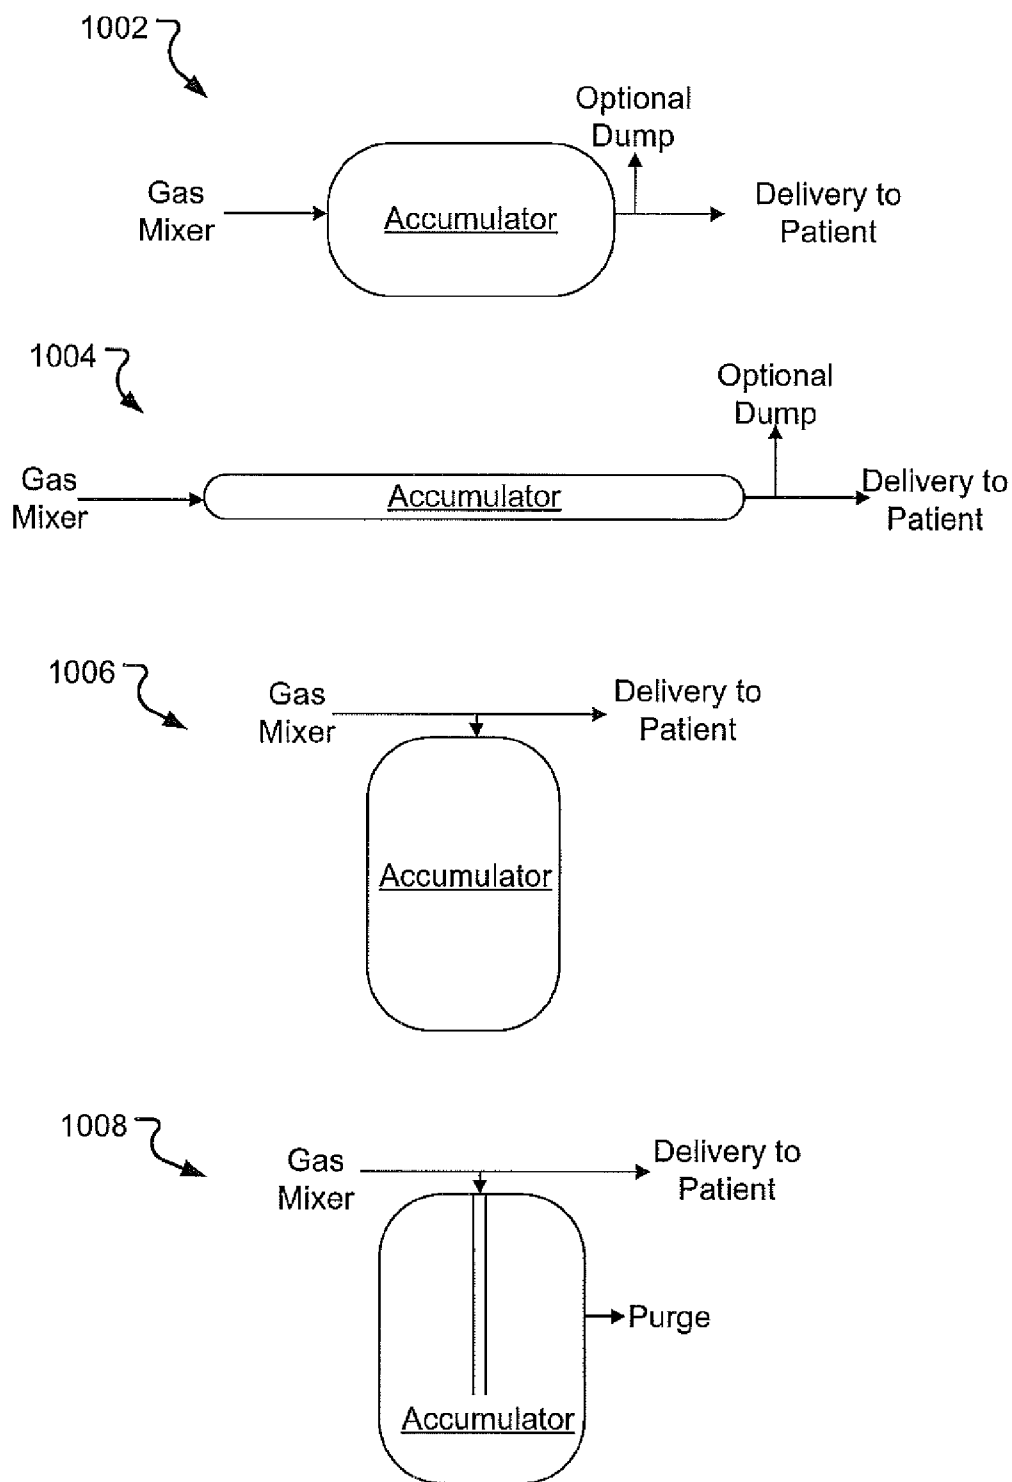 1002
Optional
Dump
Gas
Mixer
Accumulator
Delivery to
Patient
1004
Optional
Dump
Gas
Mixer
Accumulator
Delivery to
Patient
1006
Gas
Mixer
Delivery to
Patient
Accumulator
1008
Gas
Mixer
Delivery to
Patient
Purge
Accumulator